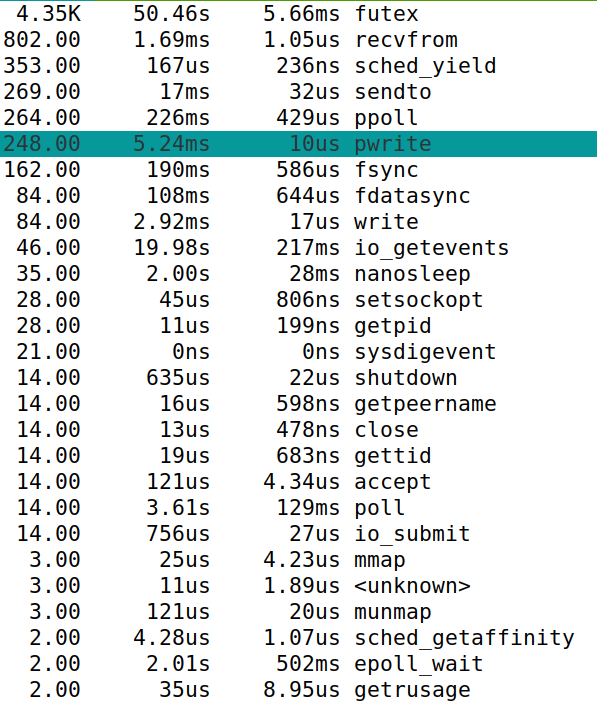 4.35K 50.46s 5.66ms futex
802.00 1.69ms 1.05us recvfrom
353.00 167us 236ns sched_yield
269.00 17ms 32us sendto
264.00 226ms 429us ppoll
248.00 5.24ms 10us pwrite
162.00 190ms 586us fsync
84.00 108ms 644us fdatasync
84.00 2.92ms 17us write
46.00 19.98s 217ms io_getevents
35.00 2.00s 28ms nanosleep
28.00 45us 806ns setsockopt
28.00 11us 199ns getpid
21.00 0ns 0ns sysdigevent
14.00 635us 22us shutdown
14.00 16us 598ns getpeername
14.00 13us 478ns close
14.00 19us 683ns gettid
14.00 121us 4.34us accept
14.00 3.61s 129ms poll
14.00 756us 27us io_submit
3.00 25us 4.23us mmap
3.00 11us 1.89us <unknown>
3.00 121us 20us munmap
2.00 4.28us 1.07us sched_getaffinity
2.00 2.01s 502ms epoll_wait
2.00 35us 8.95us getrusage